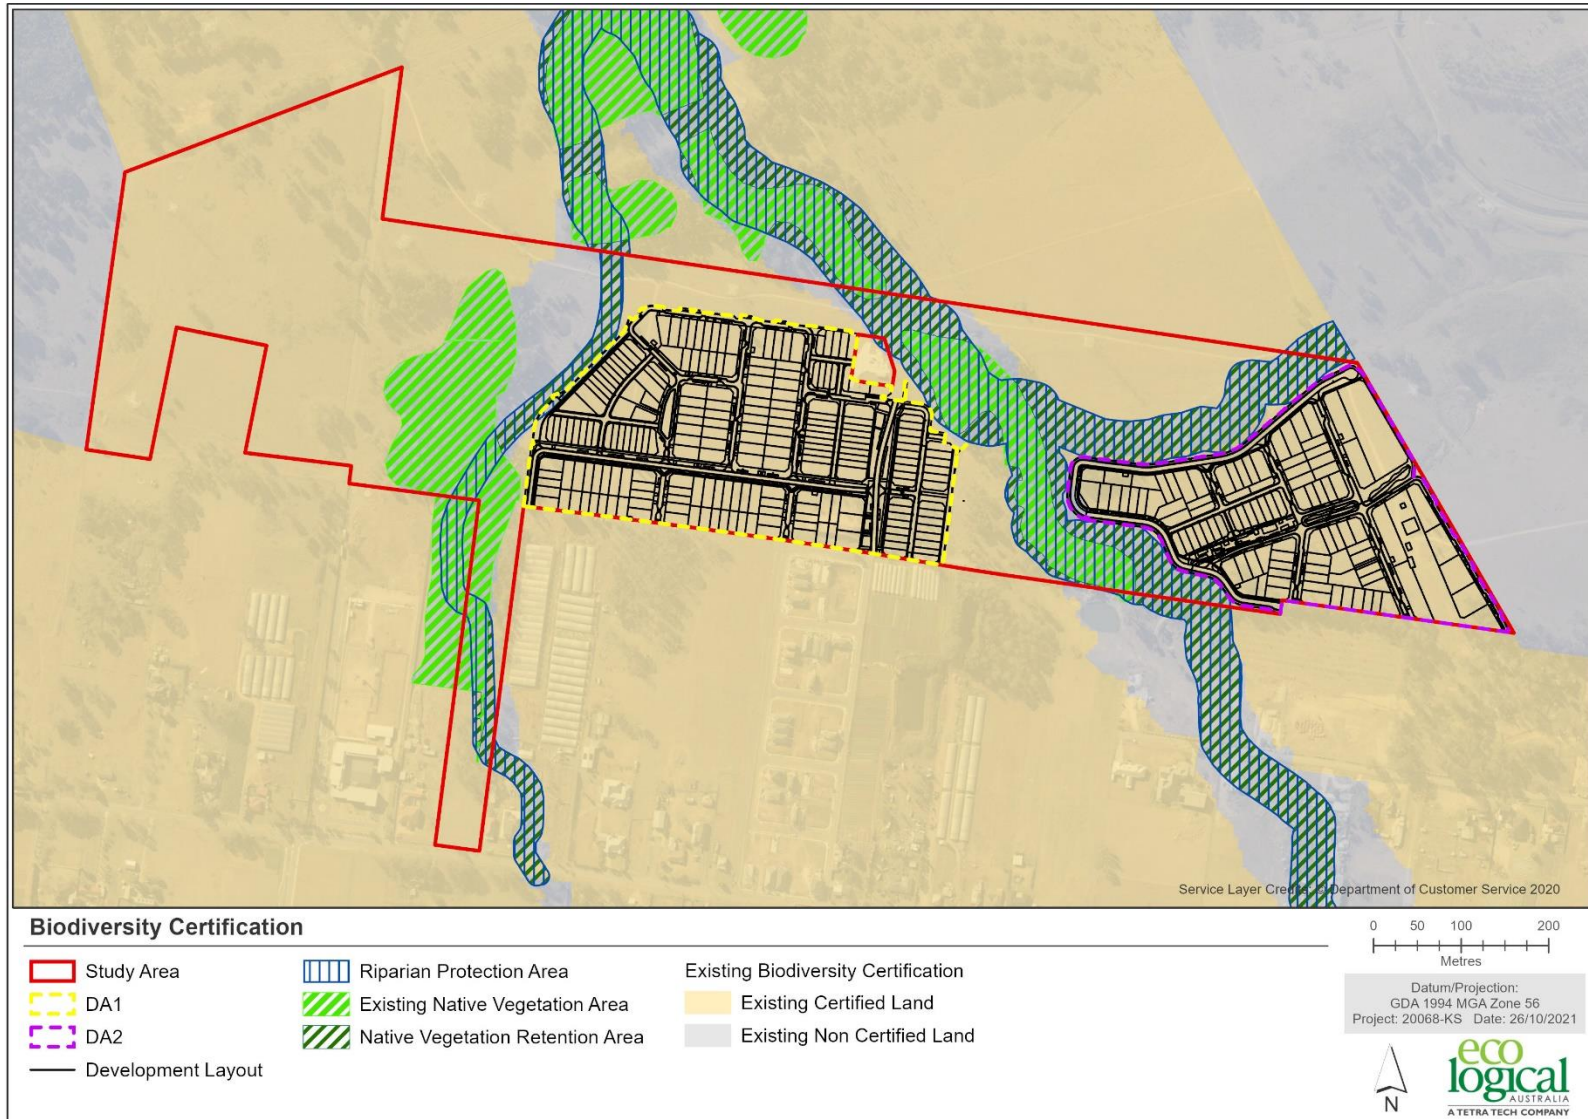 Service Layer Credits: © Department of Customer Service 2020
Biodiversity Certification
Study Area
DA1
DA2
Development Layout
Riparian Protection Area
Existing Native Vegetation Area
Native Vegetation Retention Area
Existing Biodiversity Certification
Existing Certified Land
Existing Non Certified Land
0 50 100 200
Metres
Datum/Projection:
GDA 1994 MGA Zone 56
Project: 20068-KS Date: 26/10/2021
N
eco
logical
AUSTRALIA
A TETRA TECH COMPANY